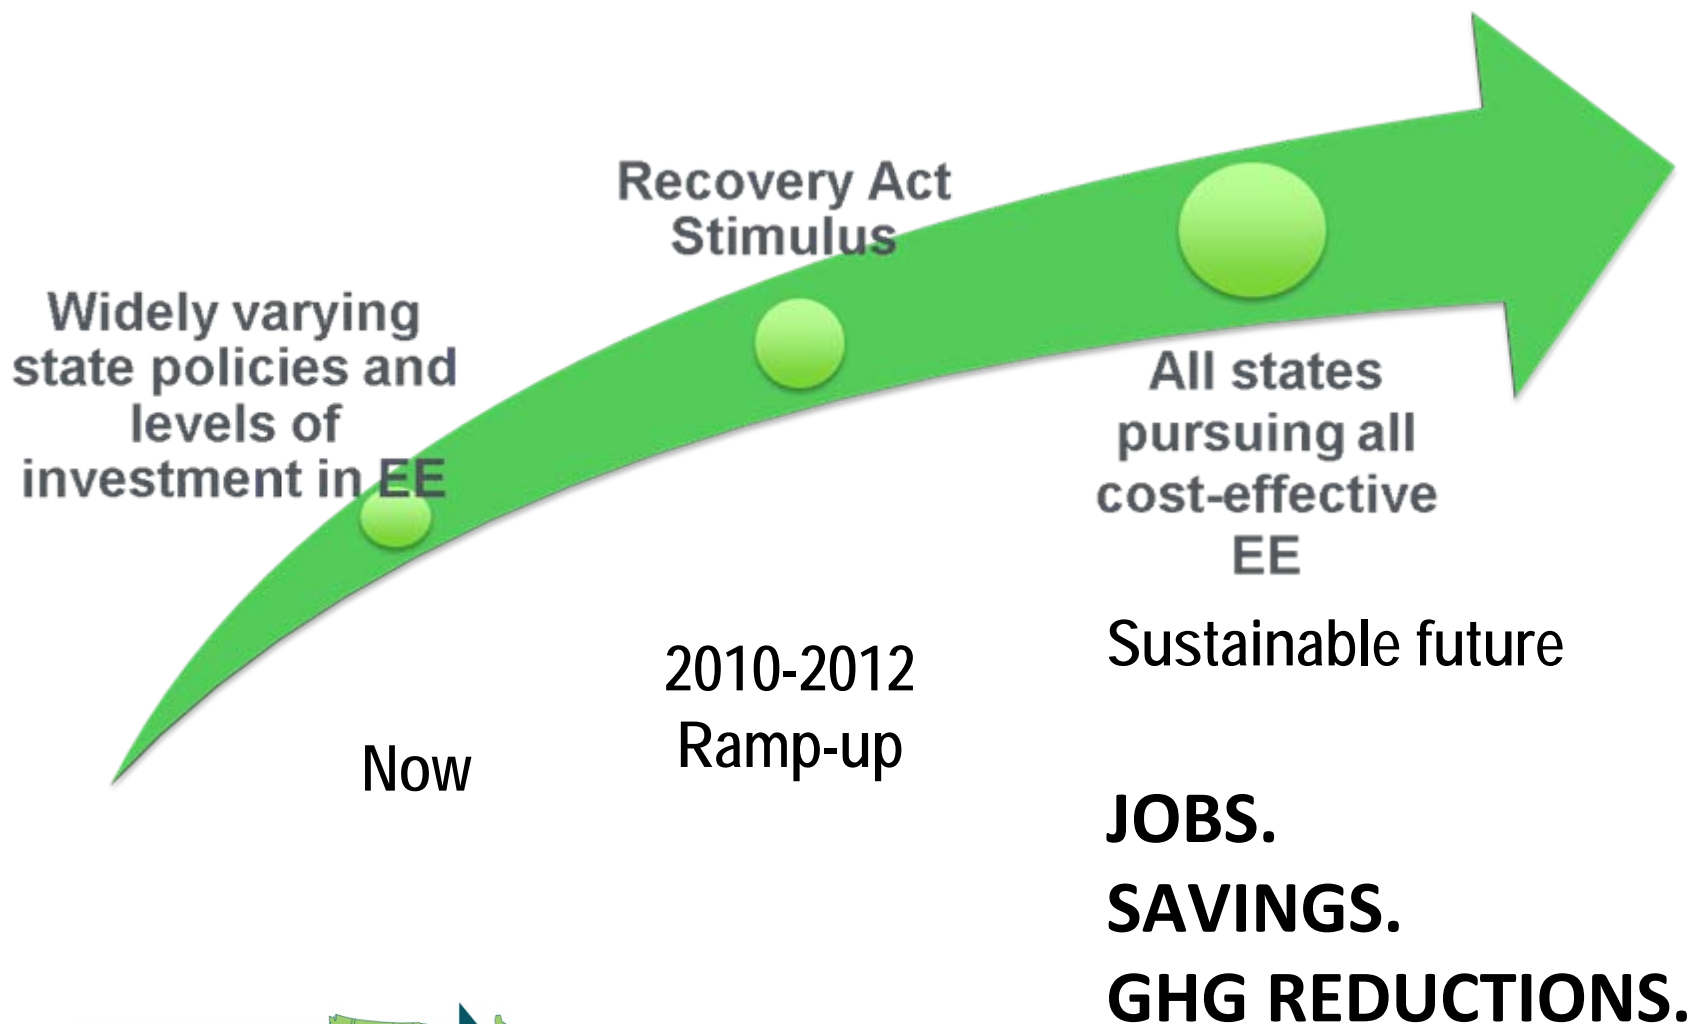 Widely varying
state policies and
levels of
investment in EE
Recovery Act
Stimulus
All states
pursuing all
cost-effective
EE
Now
2010-2012
Ramp-up
Sustainable future
JOBS.
SAVINGS.
GHG REDUCTIONS.